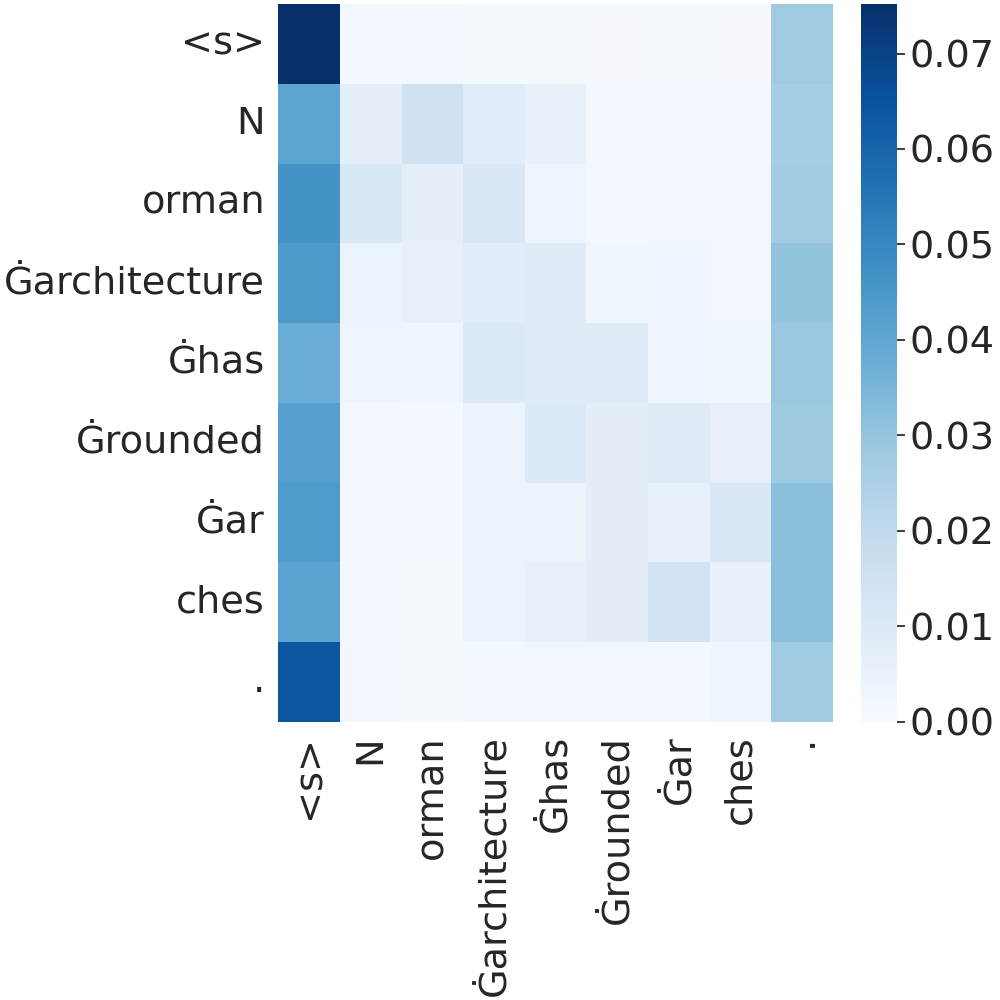 <s>
N
orman
Ġarchitecture
Ġhas
Ġrounded
Ġar
ches
.
<s>
N
orman
Ġarchitecture
Ġhas
Ġrounded
Ġar
ches
.
0.07
0.06
0.05
0.04
0.03
0.02
0.01
0.00